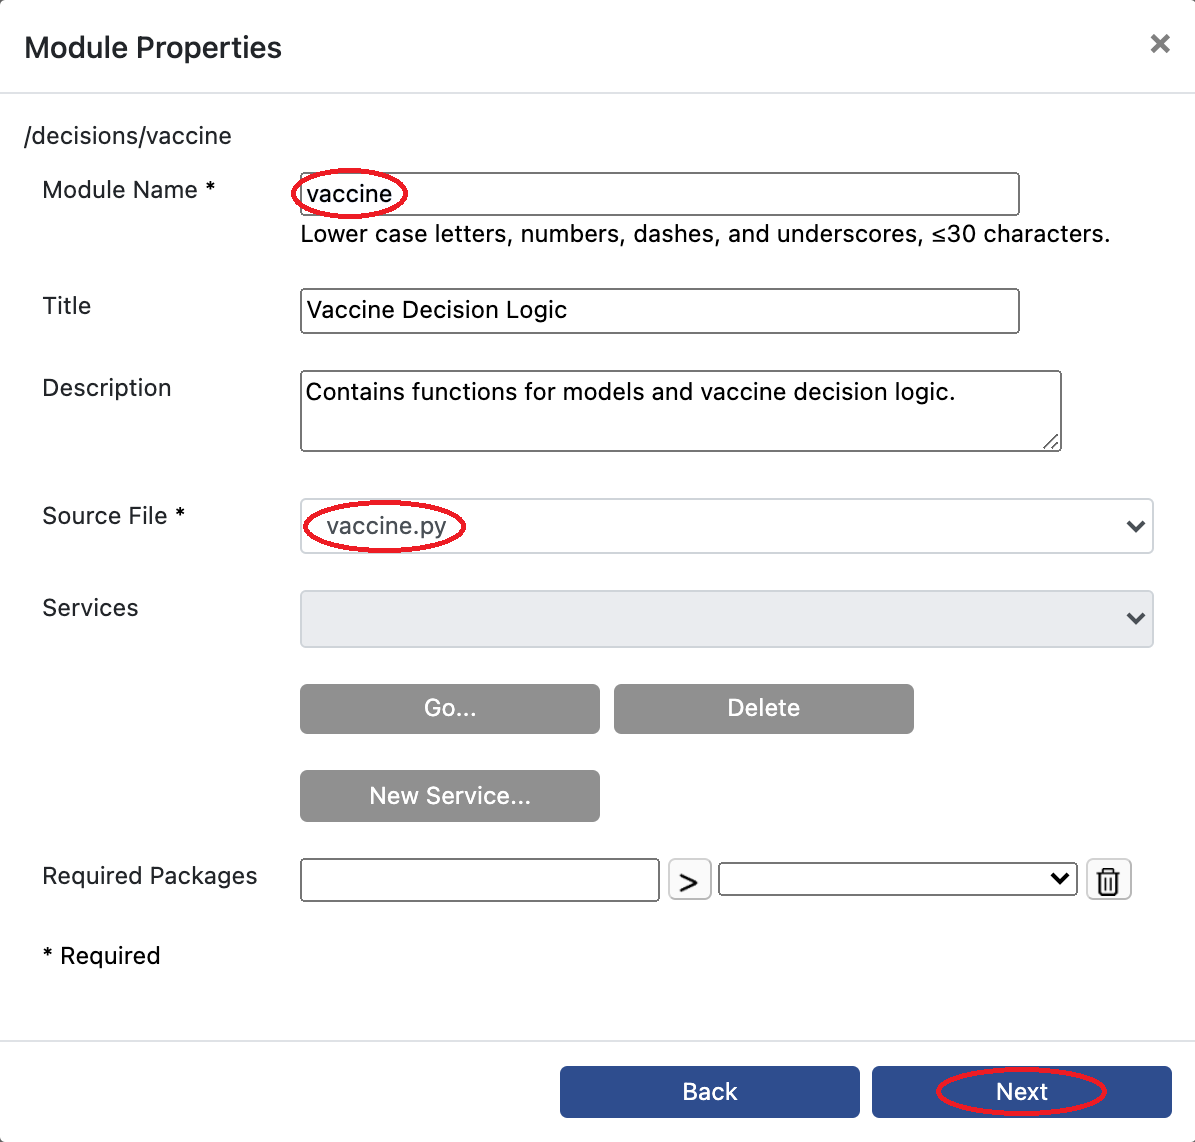 Module Properties
/decisions/vaccine
Module Name *
vaccine
Lower case letters, numbers, dashes, and underscores, ≤30 characters.
Title
Vaccine Decision Logic
Description
Contains functions for models and vaccine decision logic.
Source File *
vaccine.py
Services
Go...
Delete
New Service...
Required Packages
>
* Required
Back
Next